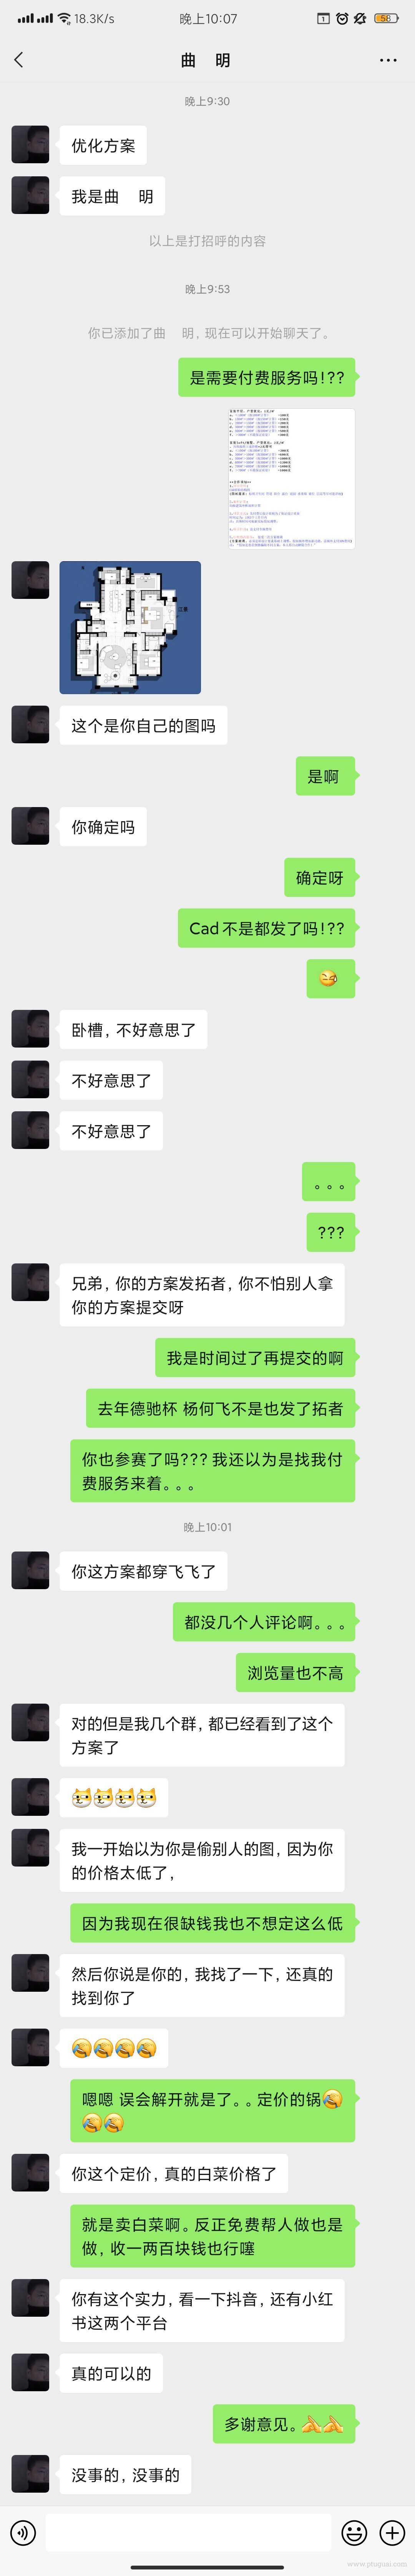 18.3K/s
晚上10:07
1
58
曲 明
晚上9:30
优化方案
我是曲 明
以上是打招呼的内容
晚上9:53
你已添加了曲 明，现在可以开始聊天了。
是需要付费服务吗!??
这个是你自己的图吗
是啊
你确定吗
确定呀
Cad不是都发了吗!??
卧槽，不好意思了
不好意思了
不好意思了
。。。
???
兄弟，你的方案发拓者，你不怕别人拿
你的方案提交呀
我是时间过了再提交的啊
去年德驰杯 杨何飞不是也发了拓者
你也参赛了吗??? 我还以为是找我付
费服务来着。。。
晚上10:01
你这方案都穿飞飞了
都没几个人评论啊。。。
浏览量也不高
对的但是我几个群，都已经看到了这个
方案了
我一开始以为你是偷别人的图，因为你
的价格太低了，
因为我现在很缺钱我也不想定这么低
然后你说是你的，我找了一下，还真的
找到你了
嗯嗯 误会解开就是了。。定价的锅
你这个定价，真的白菜价格了
就是卖白菜啊。反正免费帮人做也是
做，收一两百块钱也行噻
你有这个实力，看一下抖音，还有小红
书这两个平台
真的可以的
多谢意见。
没事的，没事的